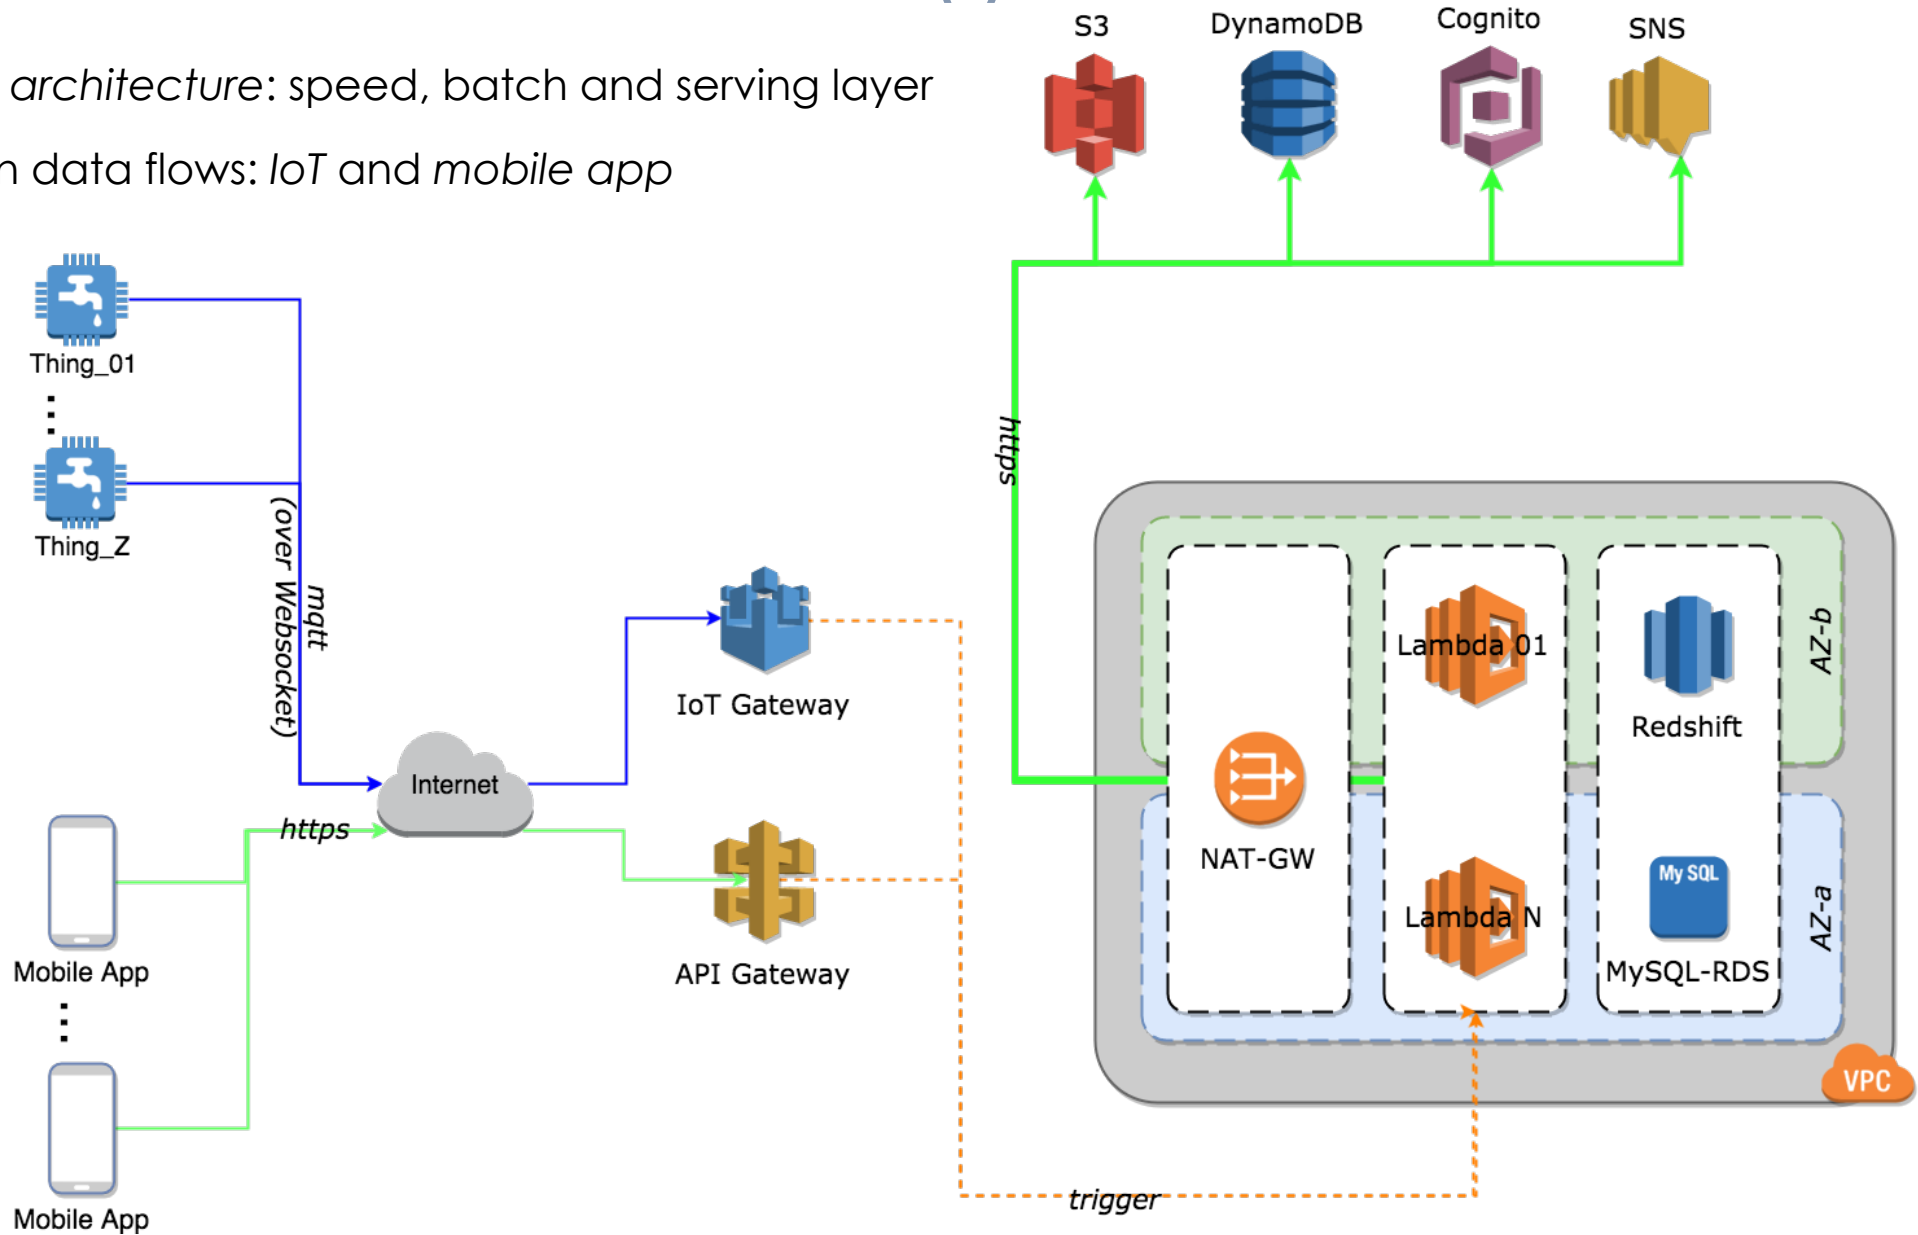 architecture: speed, batch and serving layer
data flows: IoT and mobile app
S3
DynamoDB
Cognito
SNS
Thing_01
Thing_Z
mqtt
(over Websocket)
https
Internet
IoT Gateway
API Gateway
Mobile App
Mobile App
https
trigger
NAT-GW
Lambda 01
Lambda N
Redshift
My SQL
MySQL-RDS
AZ-b
AZ-a
VPC